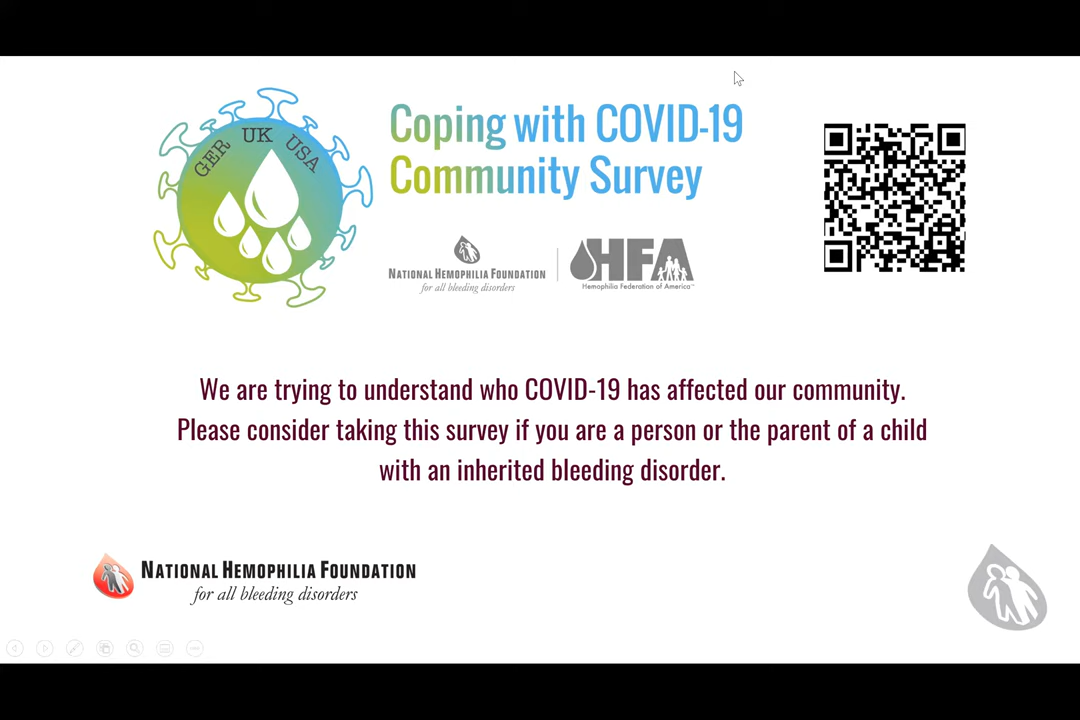 GER UK USA
Coping with COVID-19
Community Survey
NATIONAL HEMOPHILIA FOUNDATION
for all bleeding disorders
HFA
Hemophilia Federation of America™
We are trying to understand who COVID-19 has affected our community.
Please consider taking this survey if you are a person or the parent of a child
with an inherited bleeding disorder.
NATIONAL HEMOPHILIA FOUNDATION
for all bleeding disorders